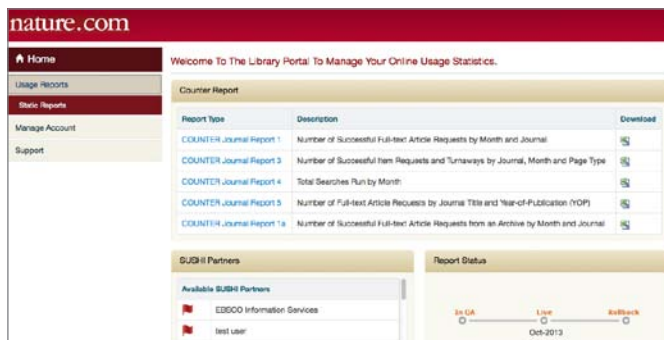 nature.com
Home
Usage Reports
Static Reports
Manage Account
Support
Welcome To The Library Portal To Manage Your Online Usage Statistics.
Counter Report
Report Type Description Download
COUNTER Journal Report 1 Number of Successful Full-text Article Requests by Month and Journal
COUNTER Journal Report 3 Number of Successful Item Requests and Turnaways by Journal, Month and Page Type
COUNTER Journal Report 4 Total Searches Run by Month
COUNTER Journal Report 5 Number of Full-text Article Requests by Journal Title and Year-of-Publication (YOP)
COUNTER Journal Report 1a Number of Successful Full-text Article Requests from an Archive by Month and Journal
SUSHI Partners
Available SUSHI Partners
EBSCO Information Services
test user
Report Status
In QA Live Rollback
Oct-2013